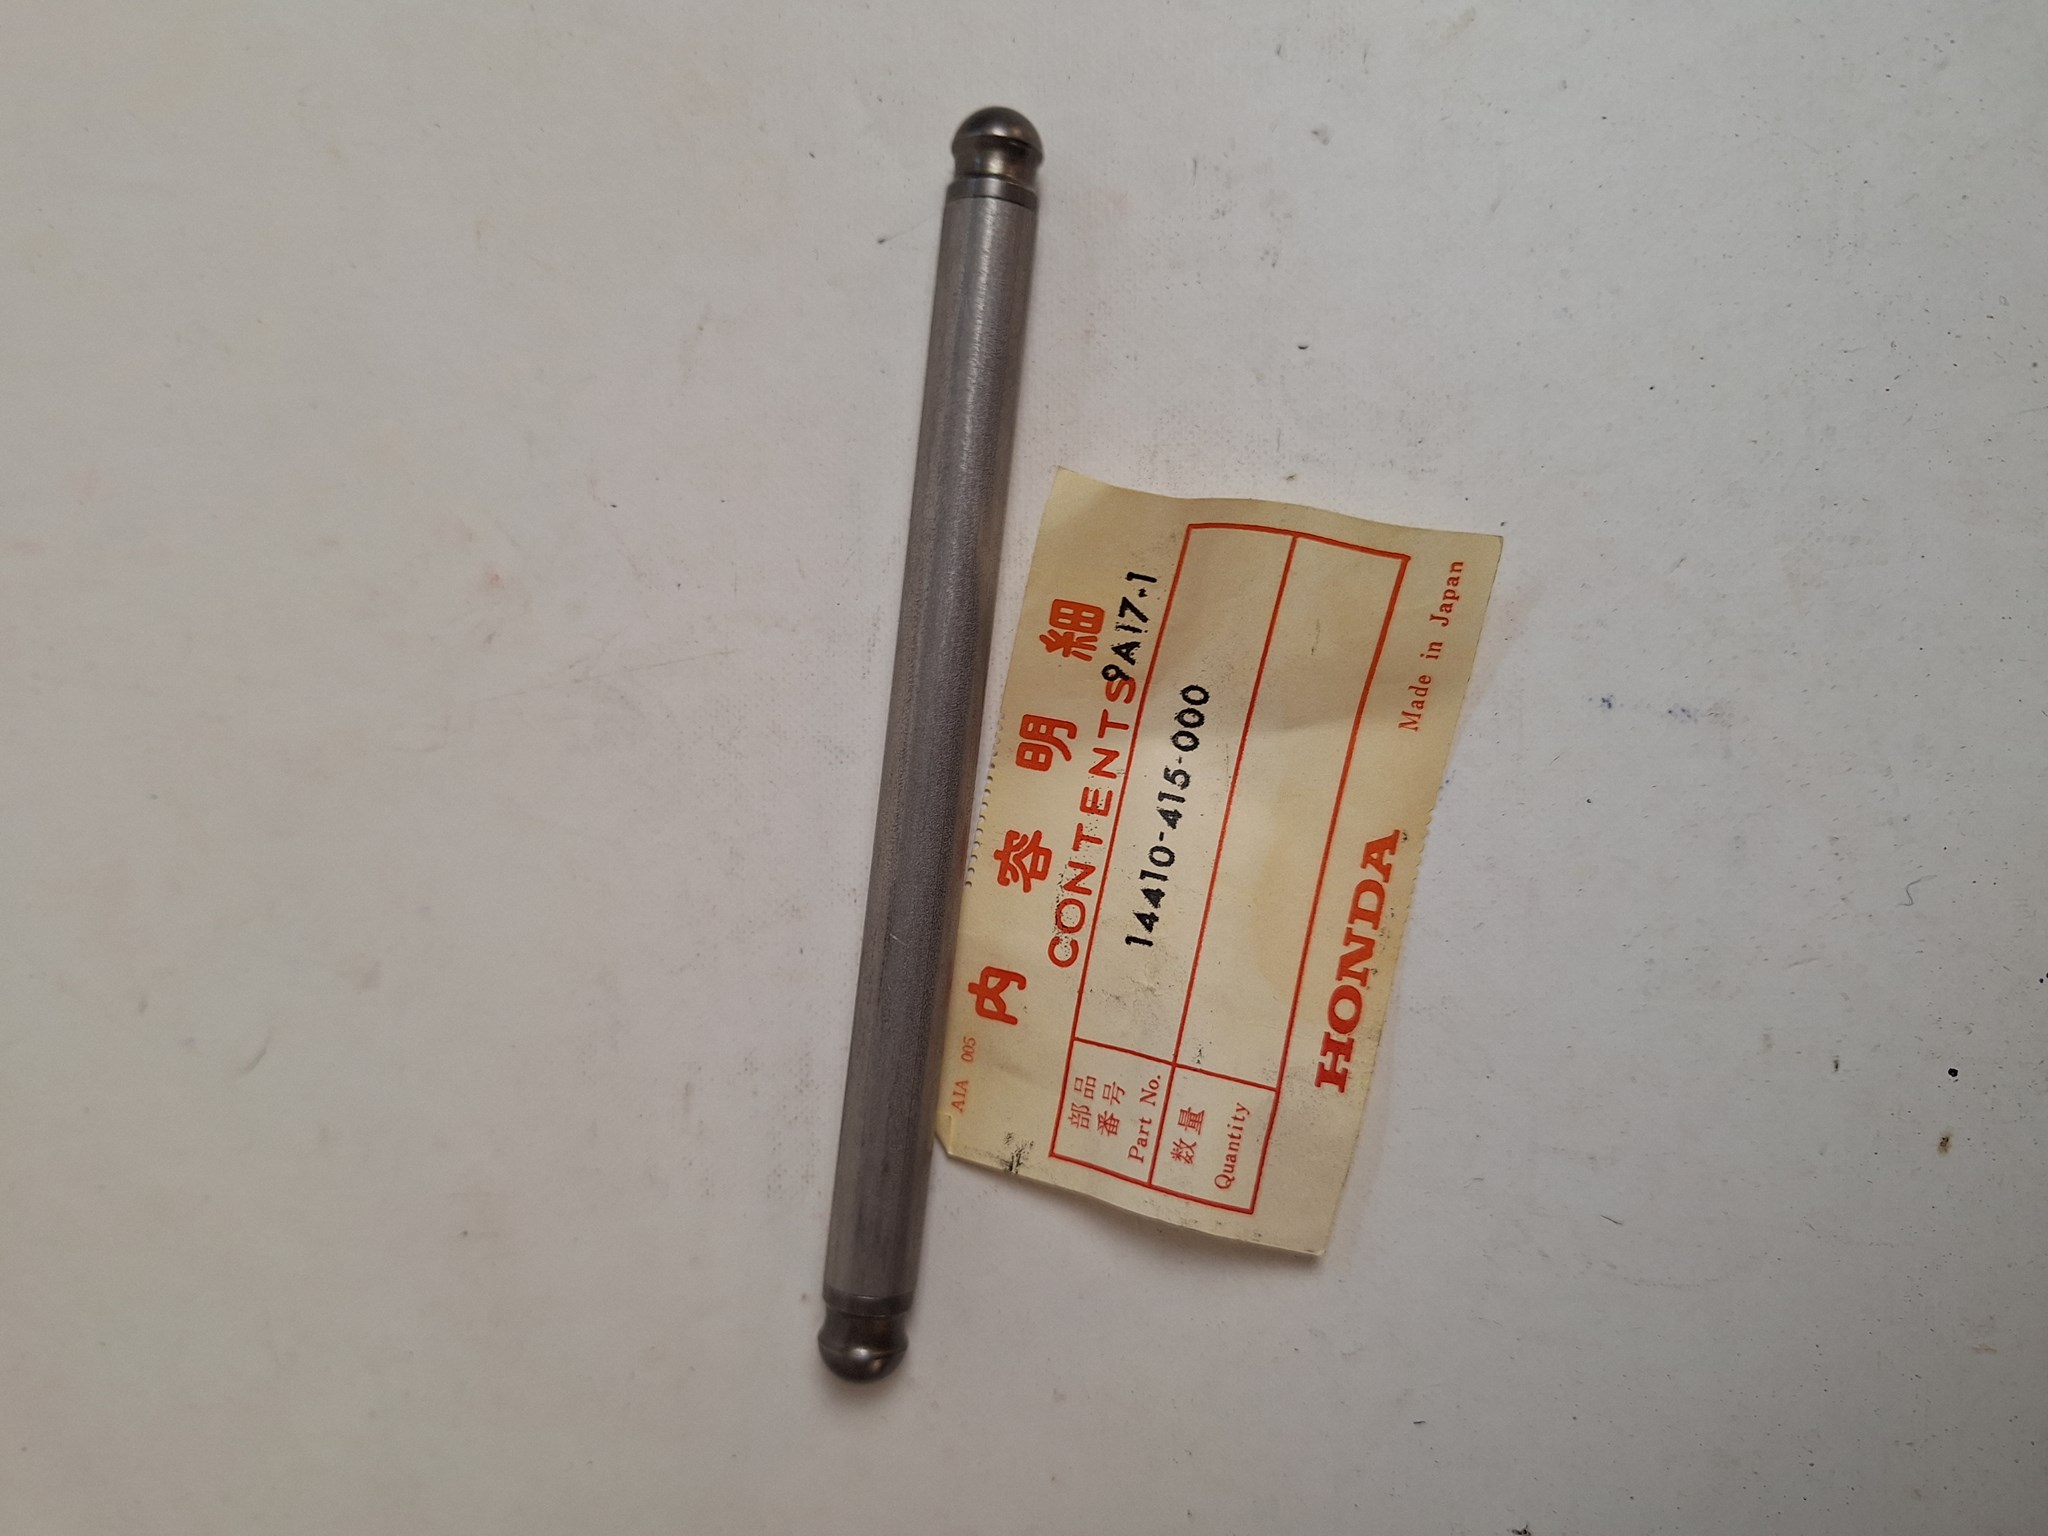 A1A 005
内容明細
CONTENTS 9A17-1
部品
番号
Part No.
14410-415-000
数量
Quantity
HONDA
Made in Japan